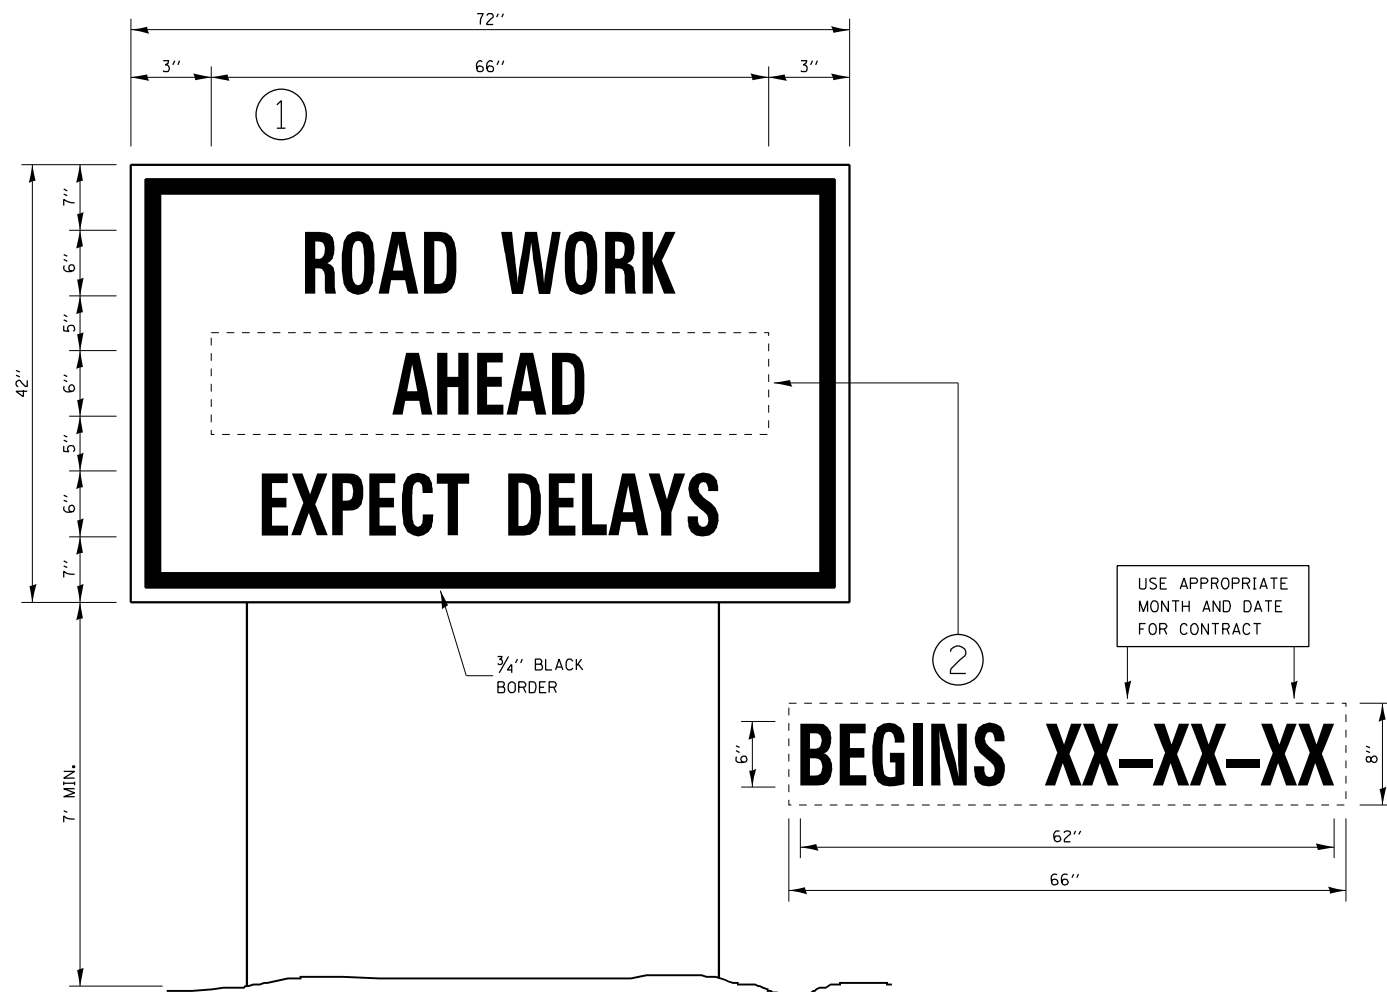 72''
3'' 66'' 3''
1
7''
6''
5''
6''
5''
6''
7''
42''
ROAD WORK
AHEAD
EXPECT DELAYS
3/4'' BLACK
BORDER
7' MIN.
2
USE APPROPRIATE
MONTH AND DATE
FOR CONTRACT
6''
BEGINS XX-XX-XX
8''
62''
66''